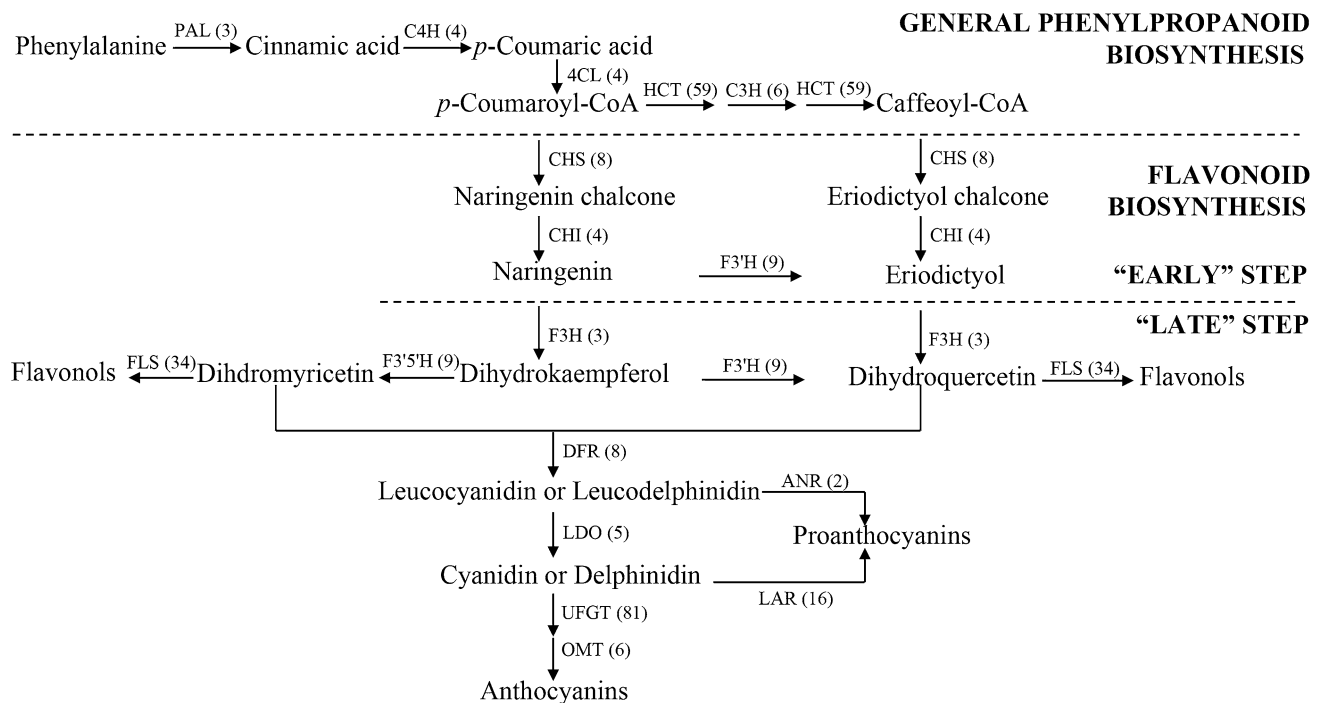 GENERAL PHENYLPROPANOID
BIOSYNTHESIS
Phenylalanine PAL (3) Cinnamic acid C4H (4) p-Coumaric acid
4CL (4)
p-Coumaroyl-CoA HCT (59) C3H (6) HCT (59) Caffeoyl-CoA
CHS (8) CHS (8)
FLAVONOID
BIOSYNTHESIS
Naringenin chalcone Eriodictyol chalcone
CHI (4) CHI (4)
Naringenin F3'H (9) Eriodictyol "EARLY" STEP
"LATE" STEP
F3H (3) F3H (3)
Flavonols FLS (34) Dihdromyricetin F3'5'H (9) Dihydrokaempferol F3'H (9) Dihydroquercetin FLS (34) Flavonols
DFR (8)
Leucocyanidin or Leucodelphinidin ANR (2)
LDO (5) Proanthocyanins
Cyanidin or Delphinidin LAR (16)
UFGT (81)
OMT (6)
Anthocyanins